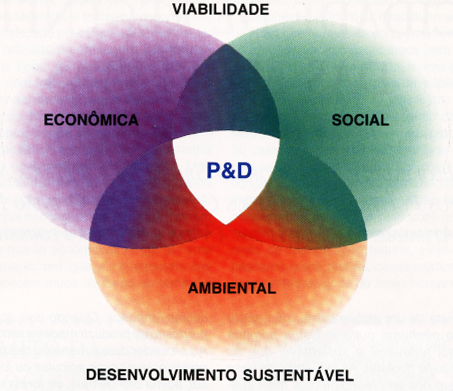 VIABILIDADE
ECONÔMICA
SOCIAL
P&D
AMBIENTAL
DESENVOLVIMENTO SUSTENTÁVEL